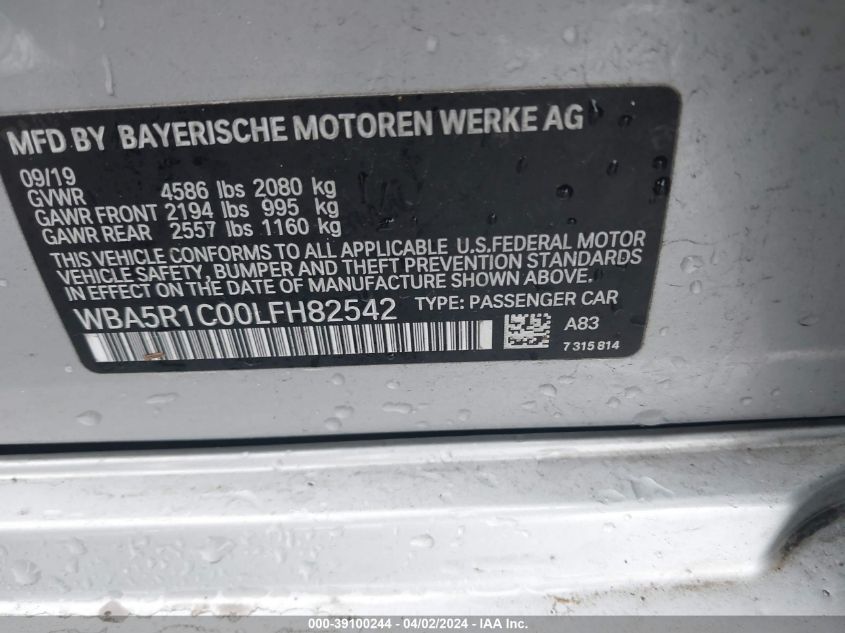 MFD BY BAYERISCHE MOTOREN WERKE AG
09/19
GVWR 4586 lbs 2080 kg
GAWR FRONT 2194 lbs 995 kg
GAWR REAR 2557 lbs 1160 kg
THIS VEHICLE CONFORMS TO ALL APPLICABLE U.S.FEDERAL MOTOR
VEHICLE SAFETY, BUMPER AND THEFT PREVENTION STANDARDS
IN EFFECT ON THE DATE OF MANUFACTURE SHOWN ABOVE.
WBA5R1C00LFH82542 TYPE: PASSENGER CAR
A83
7 315 814
000-39100244 - 04/02/2024 - IAA Inc.